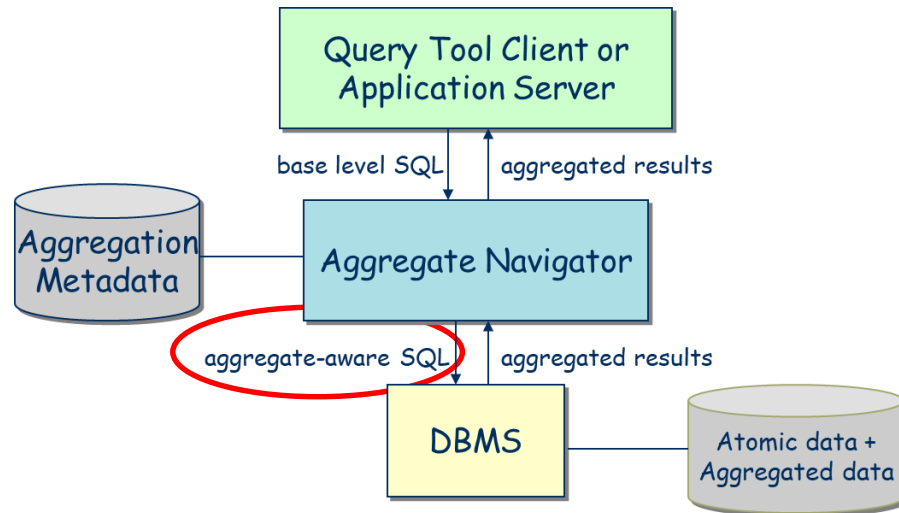 Query Tool Client or
Application Server
base level SQL
aggregated results
Aggregation
Metadata
Aggregate Navigator
aggregate-aware SQL
aggregated results
DBMS
Atomic data +
Aggregated data